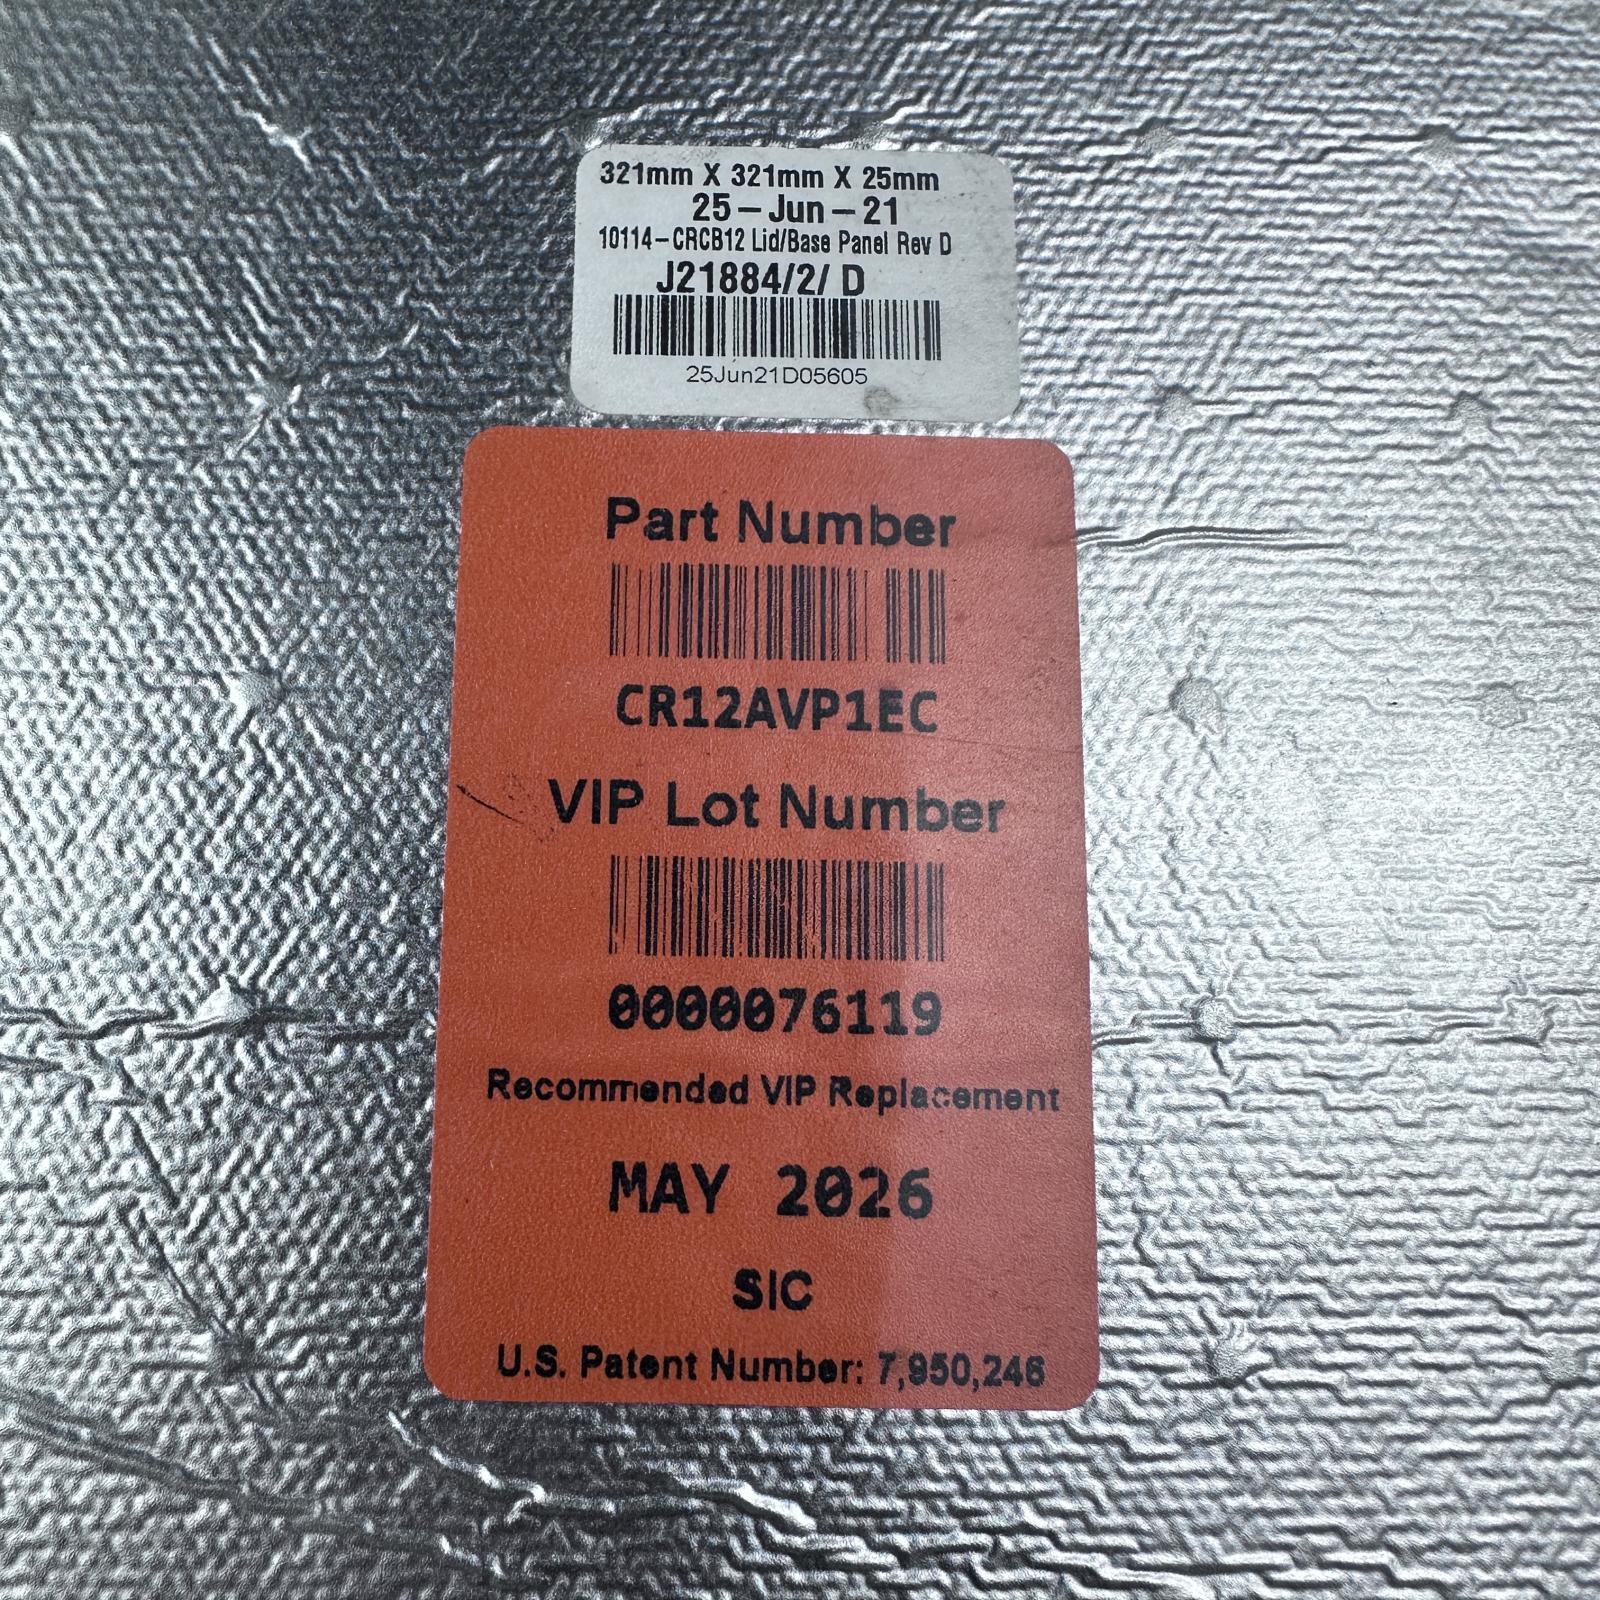 321mm X 321mm X 25mm
25-Jun-21
10114-CRCB12 Lid/Base Panel Rev D
J21884/2/ D
25Jun21D05605
Part Number
CR12AVP1EC
VIP Lot Number
0000076119
Recommended VIP Replacement
MAY 2026
SIC
U.S. Patent Number: 7,950,246